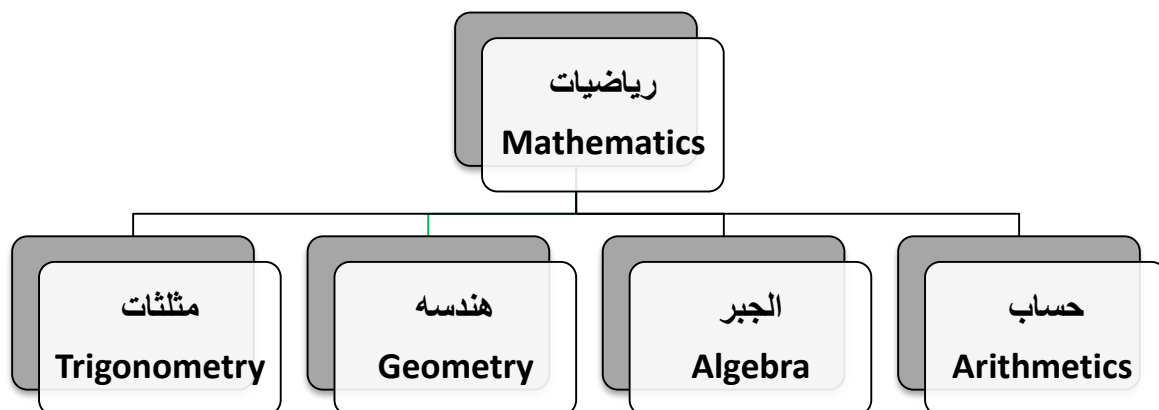 رياضيات
Mathematics
مثلثات
Trigonometry
هندسه
Geometry
الجبر
Algebra
حساب
Arithmetics